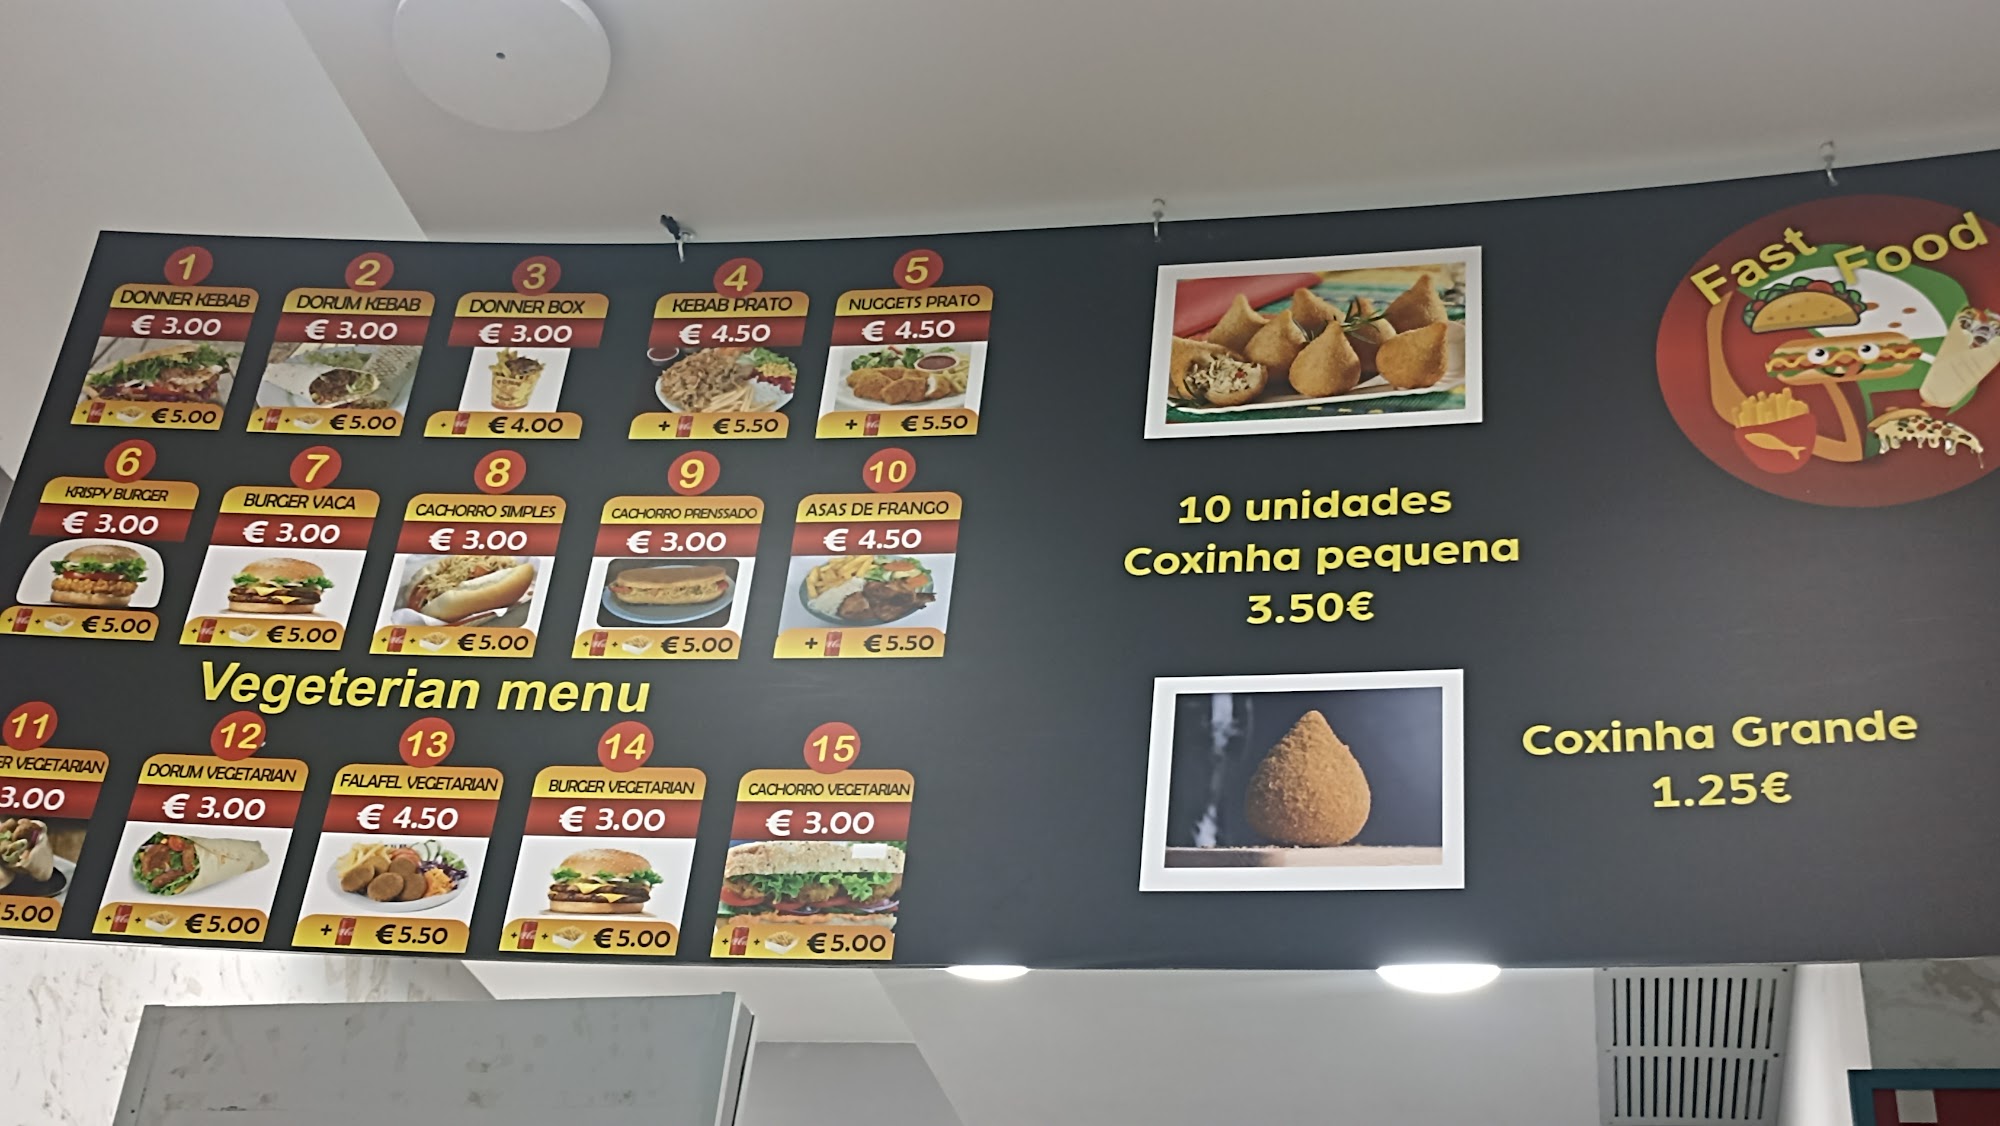 1
DONNER KEBAB
€ 3.00
€ 5.00
2
DORUM KEBAB
€ 3.00
€ 5.00
3
DONNER BOX
€ 3.00
+ € 4.00
4
KEBAB PRATO
€ 4.50
+ € 5.50
5
NUGGETS PRATO
€ 4.50
+ € 5.50
6
KRISPY BURGER
€ 3.00
+ + € 5.00
7
BURGER VACA
€ 3.00
+ + € 5.00
8
CACHORRO SIMPLES
€ 3.00
+ + € 5.00
9
CACHORRO PRENSSADO
€ 3.00
+ + € 5.00
10
ASAS DE FRANGO
€ 4.50
+ € 5.50
Vegeterian menu
11
ER VEGETARIAN
3.00
5.00
12
DORUM VEGETARIAN
€ 3.00
+ + € 5.00
13
FALAFEL VEGETARIAN
€ 4.50
+ € 5.50
14
BURGER VEGETARIAN
€ 3.00
+ + € 5.00
15
CACHORRO VEGETARIAN
€ 3.00
+ + € 5.00
10 unidades
Coxinha pequena
3.50€
Coxinha Grande
1.25€
Fast Food